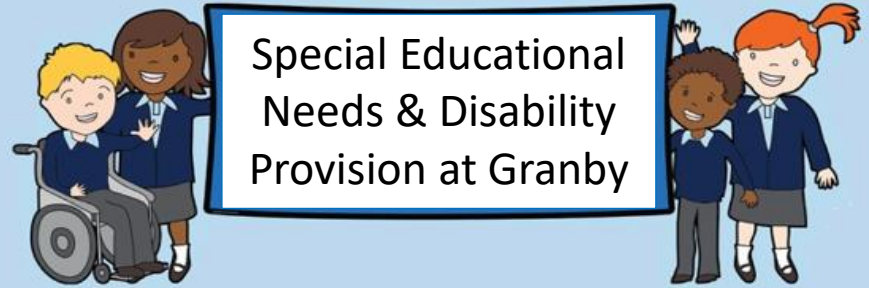 Special Educational
Needs & Disability
Provision at Granby